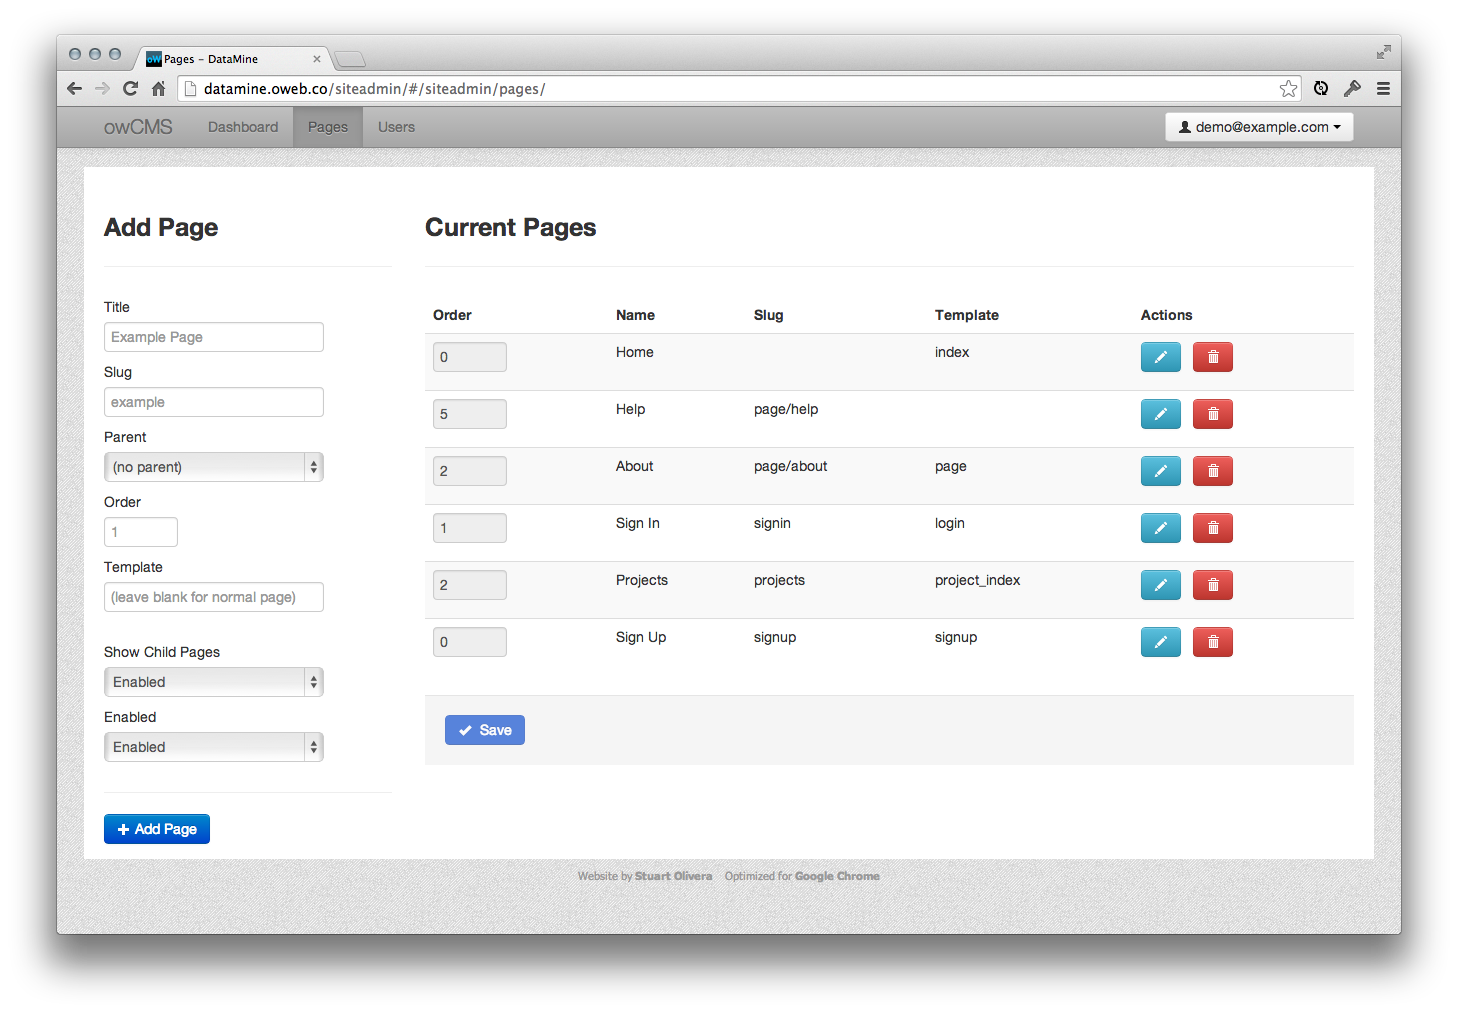 oW Pages – DataMine
datamine.oweb.co/siteadmin/#/siteadmin/pages/
owCMS Dashboard Pages Users demo@example.com
Add Page
Title
Example Page
Slug
example
Parent
(no parent)
Order
1
Template
(leave blank for normal page)
Show Child Pages
Enabled
Enabled
Enabled
Add Page
Current Pages
Order Name Slug Template Actions
0 Home index
5 Help page/help
2 About page/about page
1 Sign In signin login
2 Projects projects project_index
0 Sign Up signup signup
Save
Website by Stuart Olivera Optimized for Google Chrome